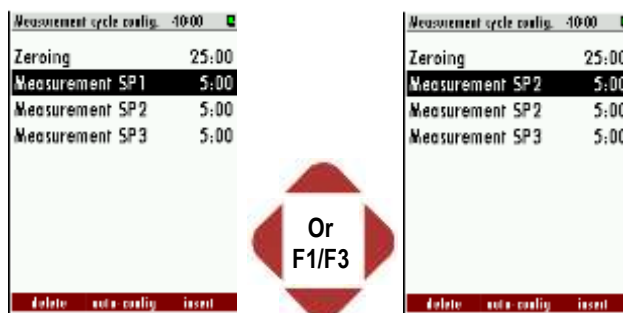 Measurement cycle config. -10:00
Zeroing 25:00
Measurement SP1 5:00
Measurement SP2 5:00
Measurement SP3 5:00
delete auto-config insert
Or
F1/F3
Measurement cycle config. -10:00
Zeroing 25:00
Measurement SP2 5:00
Measurement SP2 5:00
Measurement SP3 5:00
delete auto-config insert